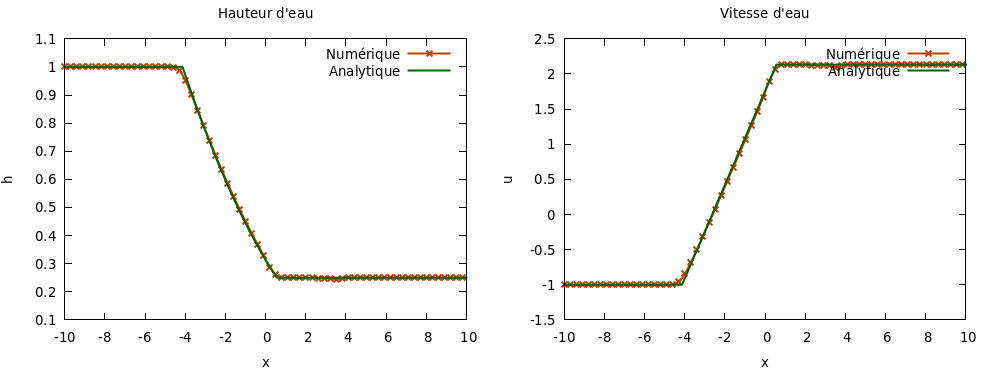 Hauteur d'eau
Numérique
Analytique
1.1
1
0.9
0.8
0.7
0.6
0.5
0.4
0.3
0.2
0.1
h
-10 -8 -6 -4 -2 0 2 4 6 8 10
x
Vitesse d'eau
Numérique
Analytique
2.5
2
1.5
1
0.5
0
-0.5
-1
-1.5
u
-10 -8 -6 -4 -2 0 2 4 6 8 10
x